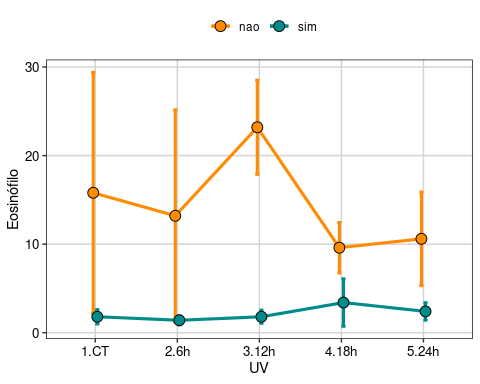 nao sim
30
20
10
0
Eosinófilo
1.CT 2.6h 3.12h 4.18h 5.24h
UV